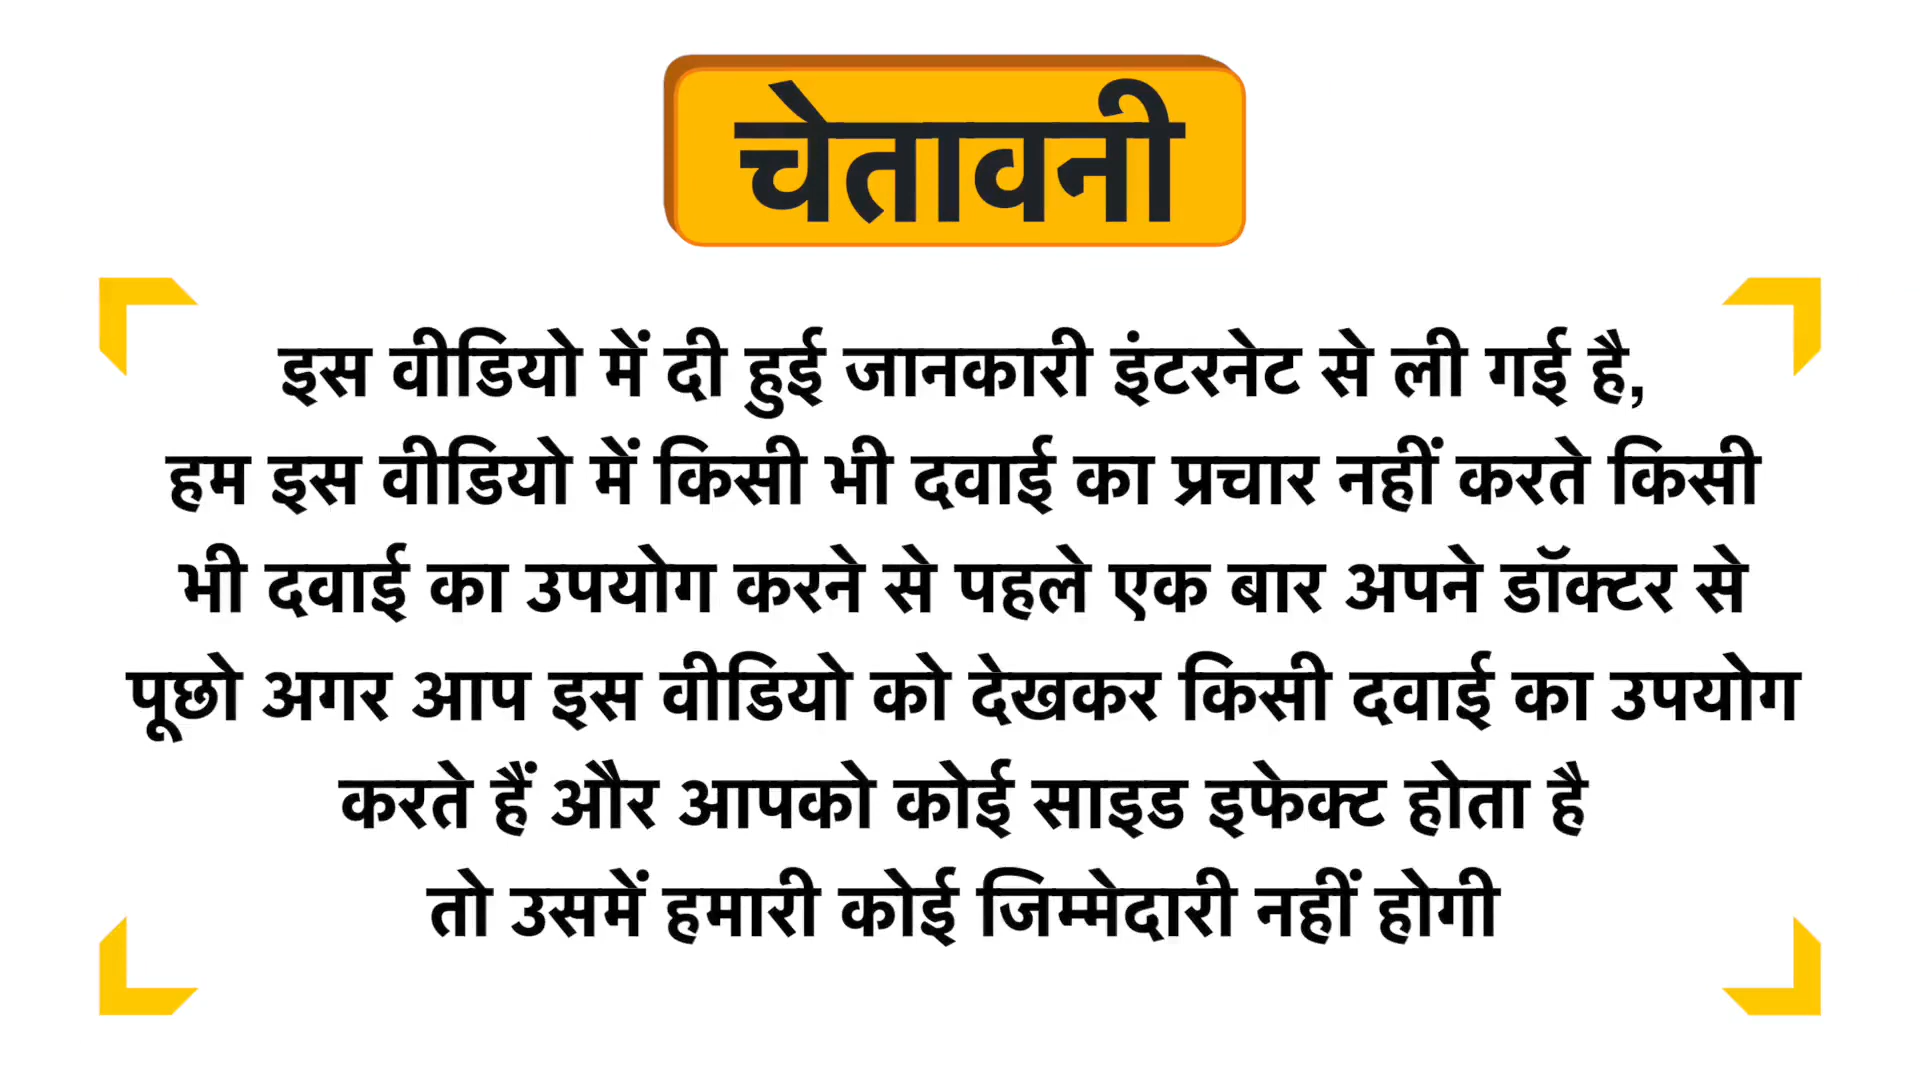 चेतावनी
इस वीडियो में दी हुई जानकारी इंटरनेट से ली गई है,
हम इस वीडियो में किसी भी दवाई का प्रचार नहीं करते किसी
भी दवाई का उपयोग करने से पहले एक बार अपने डॉक्टर से
पूछो अगर आप इस वीडियो को देखकर किसी दवाई का उपयोग
करते हैं और आपको कोई साइड इफेक्ट होता है
तो उसमें हमारी कोई जिम्मेदारी नहीं होगी